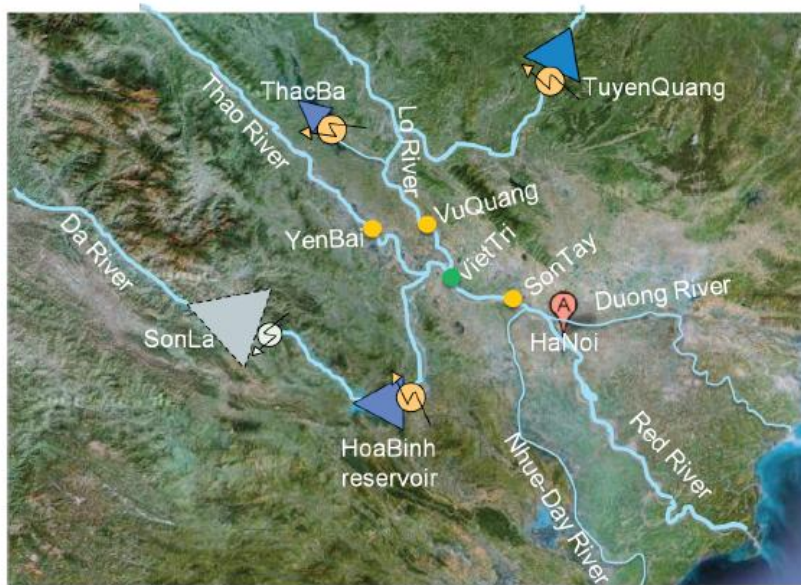 ThacBa
TuyenQuang
Thao River
Lo River
VuQuang
YenBai
Da River
VietTri
SonTay
A
Duong River
SonLa
HaNoi
HoaBinh
reservoir
Nhue-Day River
Red River